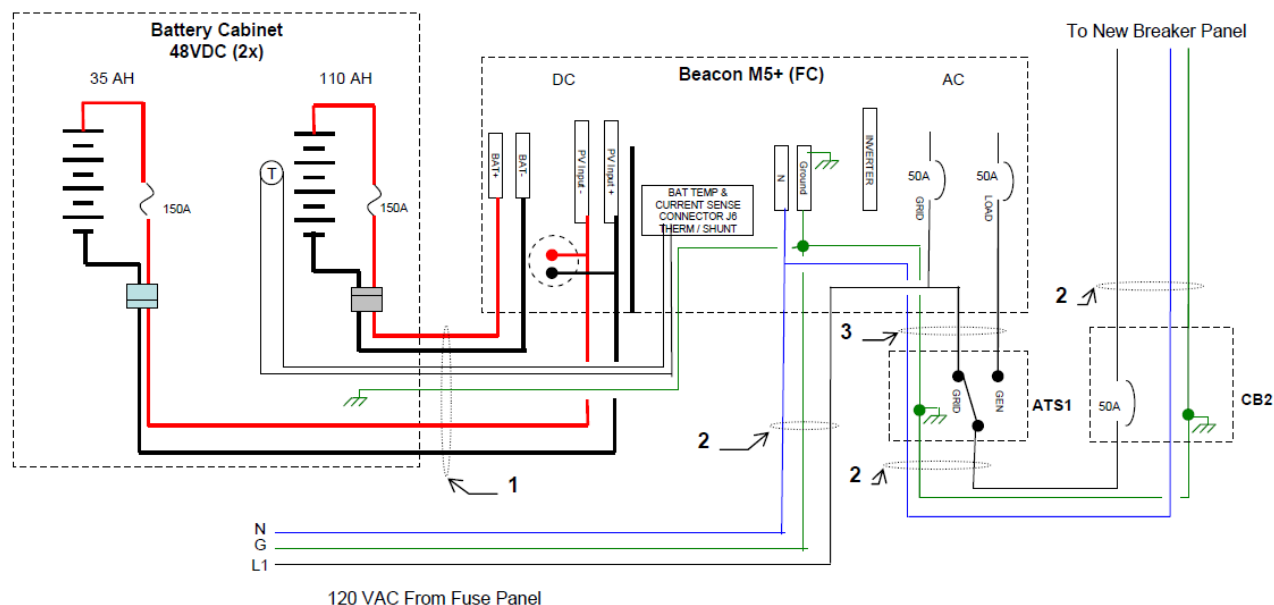 Battery Cabinet
48VDC (2x)
35 AH
110 AH
150A
150A
T
Beacon M5+ (FC)
DC
AC
BAT+
BAT-
PV Input -
PV Input +
BAT TEMP &
CURRENT SENSE
CONNECTOR J6
THERM / SHUNT
N
Ground
INVERTER
50A
GRID
50A
LOAD
To New Breaker Panel
2
3
GRID
GEN
ATS1
50A
CB2
2
2
1
N
G
L1
120 VAC From Fuse Panel